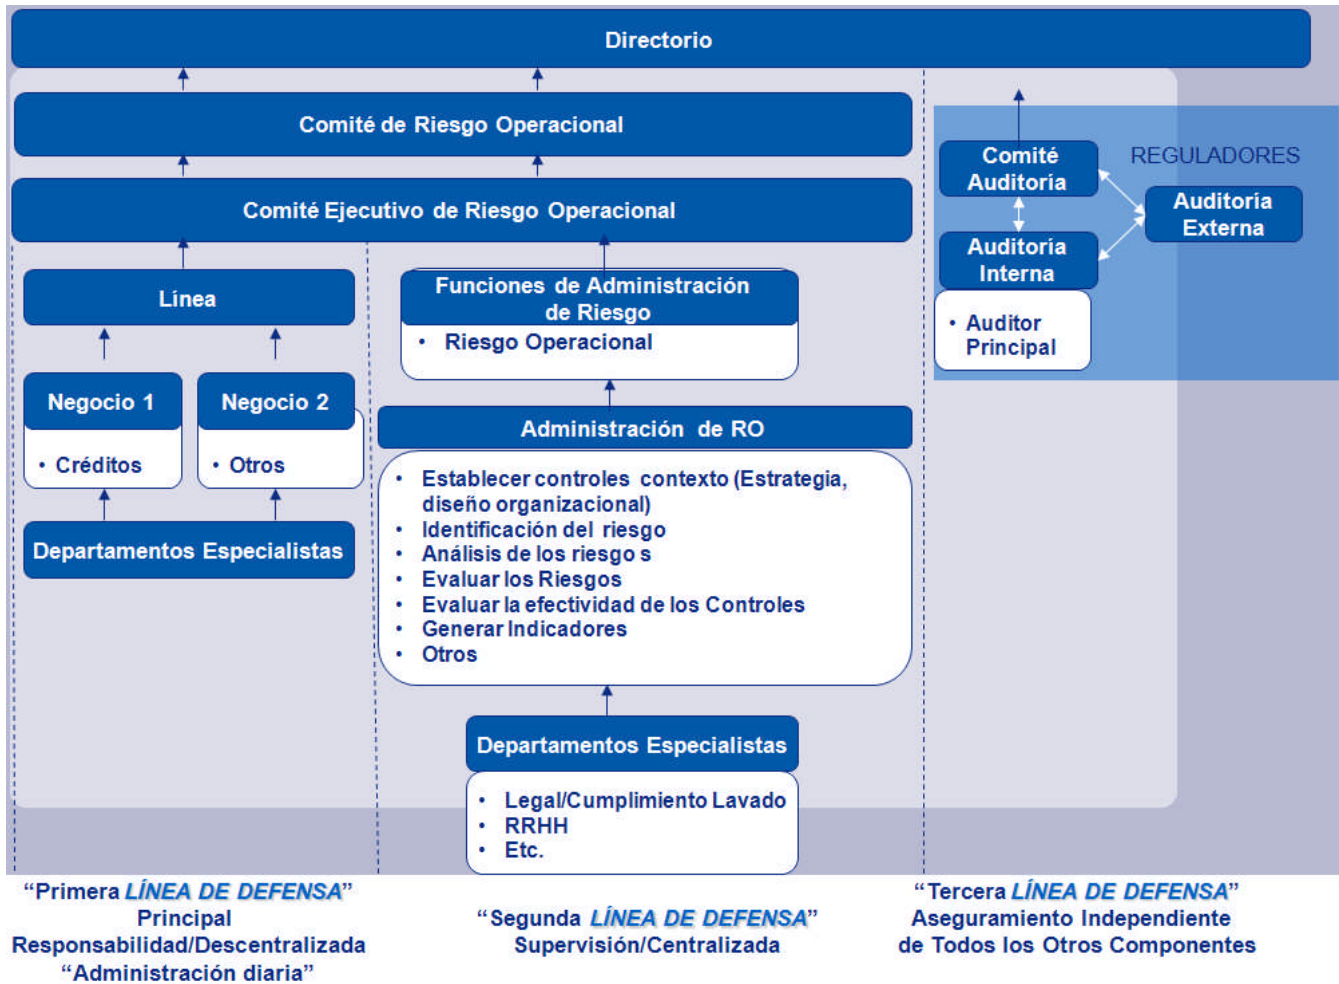 Directorio
Comité de Riesgo Operacional
Comité Ejecutivo de Riesgo Operacional
Línea
Negocio 1
• Créditos
Negocio 2
• Otros
Departamentos Especialistas
Funciones de Administración
de Riesgo
• Riesgo Operacional
Administración de RO
• Establecer controles contexto (Estrategia,
diseño organizacional)
• Identificación del riesgo
• Análisis de los riesgo s
• Evaluar los Riesgos
• Evaluar la efectividad de los Controles
• Generar Indicadores
• Otros
Departamentos Especialistas
• Legal/Cumplimiento Lavado
• RRHH
• Etc.
Comité
Auditoría
REGULADORES
Auditoría
Externa
Auditoría
Interna
• Auditor
Principal
“Primera LÍNEA DE DEFENSA”
Principal
Responsabilidad/Descentralizada
“Administración diaria”
“Segunda LÍNEA DE DEFENSA”
Supervisión/Centralizada
“Tercera LÍNEA DE DEFENSA”
Aseguramiento Independiente
de Todos los Otros Componentes